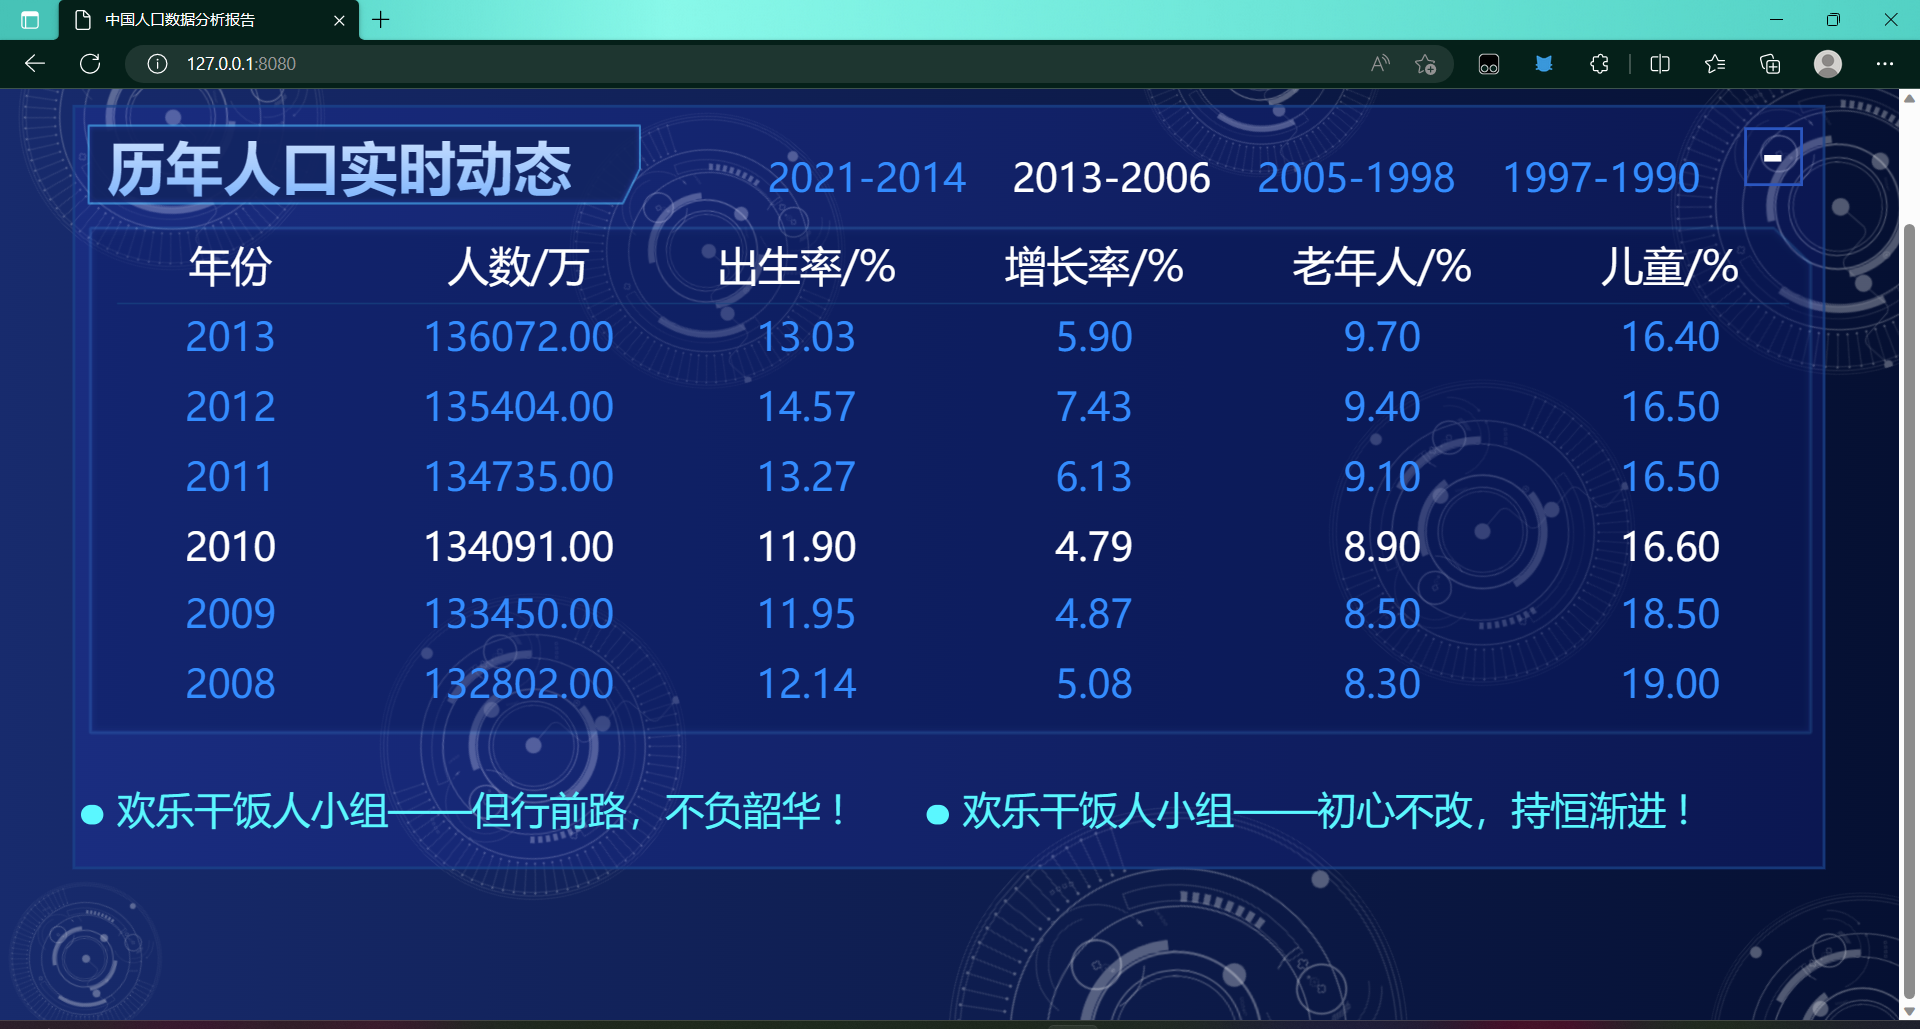 中国人口数据分析报告
127.0.0.1:8080
历年人口实时动态
2021-2014 2013-2006 2005-1998 1997-1990 -
年份 人数/万 出生率/% 增长率/% 老年人/% 儿童/%
2013 136072.00 13.03 5.90 9.70 16.40
2012 135404.00 14.57 7.43 9.40 16.50
2011 134735.00 13.27 6.13 9.10 16.50
2010 134091.00 11.90 4.79 8.90 16.60
2009 133450.00 11.95 4.87 8.50 18.50
2008 132802.00 12.14 5.08 8.30 19.00
● 欢乐干饭人小组——但行前路，不负韶华！ ● 欢乐干饭人小组——初心不改，持恒渐进！